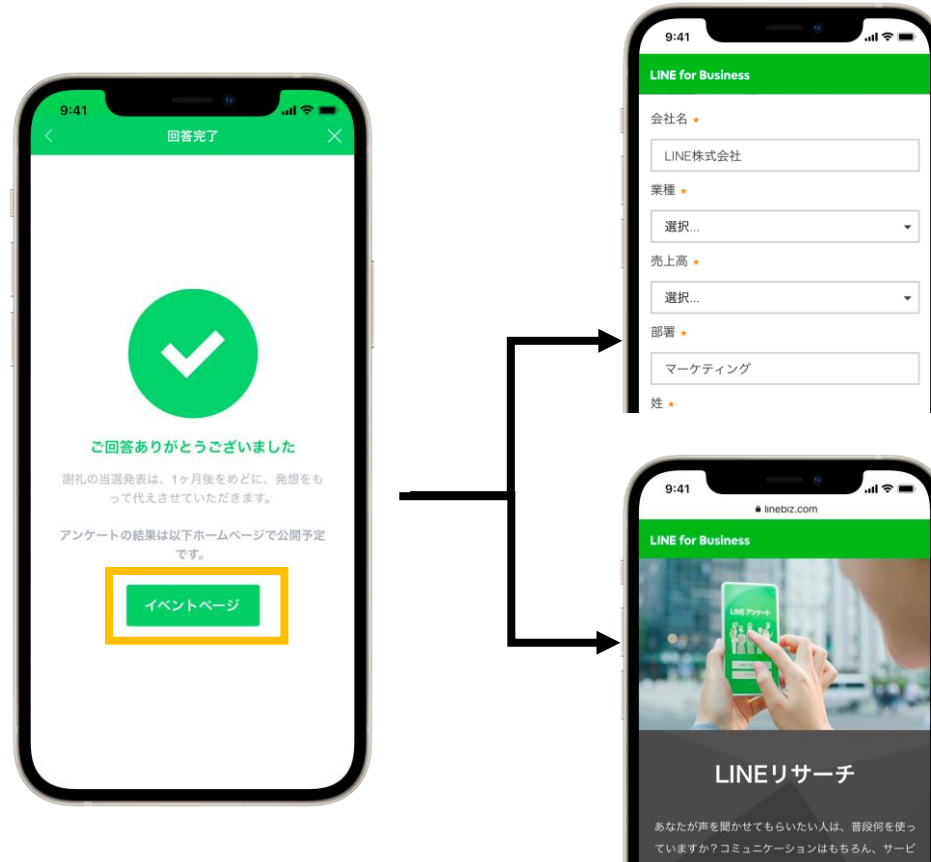 9:41
回答完了
ご回答ありがとうございました
謝礼の当選発表は、1ヶ月後をめどに、発想をも
って代えさせていただきます。
アンケートの結果は以下ホームページで公開予定
です。
イベントページ
9:41
LINE for Business
会社名 ★
LINE株式会社
業種 ★
選択...
売上高 ★
選択...
部署 ★
マーケティング
姓 ★
9:41
linebiz.com
LINE for Business
LINE アンケート
LINEリサーチ
あなたが声を聞かせてもらいたい人は、普段何を使っ
ていますか？コミュニケーションはもちろん、サービ